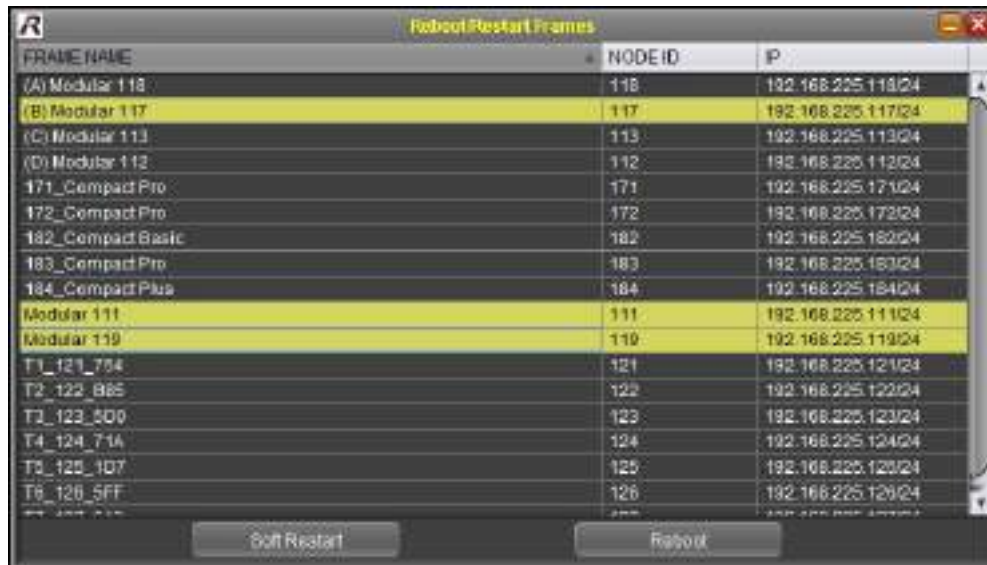 R
Reboot/Restart Frames
FRAME NAME NODE ID IP
(A) Modular 118 118 192.168.225.118/24
(B) Modular 117 117 192.168.225.117/24
(C) Modular 113 113 192.168.225.113/24
(D) Modular 112 112 192.168.225.112/24
171_Compact Pro 171 192.168.225.171/24
172_Compact Pro 172 192.168.225.172/24
182_Compact Basic 182 192.168.225.182/24
183_Compact Pro 183 192.168.225.183/24
184_Compact Plus 184 192.168.225.184/24
Modular 111 111 192.168.225.111/24
Modular 119 119 192.168.225.119/24
T1_121_754 121 192.168.225.121/24
T2_122_B85 122 192.168.225.122/24
T3_123_5D0 123 192.168.225.123/24
T4_124_71A 124 192.168.225.124/24
T5_125_1D7 125 192.168.225.125/24
T6_126_5FF 126 192.168.225.126/24
Soft Restart Reboot